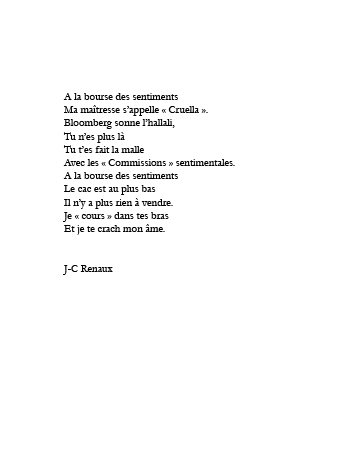 A la bourse des sentiments
Ma maîtresse s'appelle « Cruella ».
Bloomberg sonne l'hallali,
Tu n'es plus là
Tu t'es fait la malle
Avec les « Commissions » sentimentales.
A la bourse des sentiments
Le cac est au plus bas
Il n'y a plus rien à vendre.
Je « cours » dans tes bras
Et je te crach mon âme.
J-C Renaux